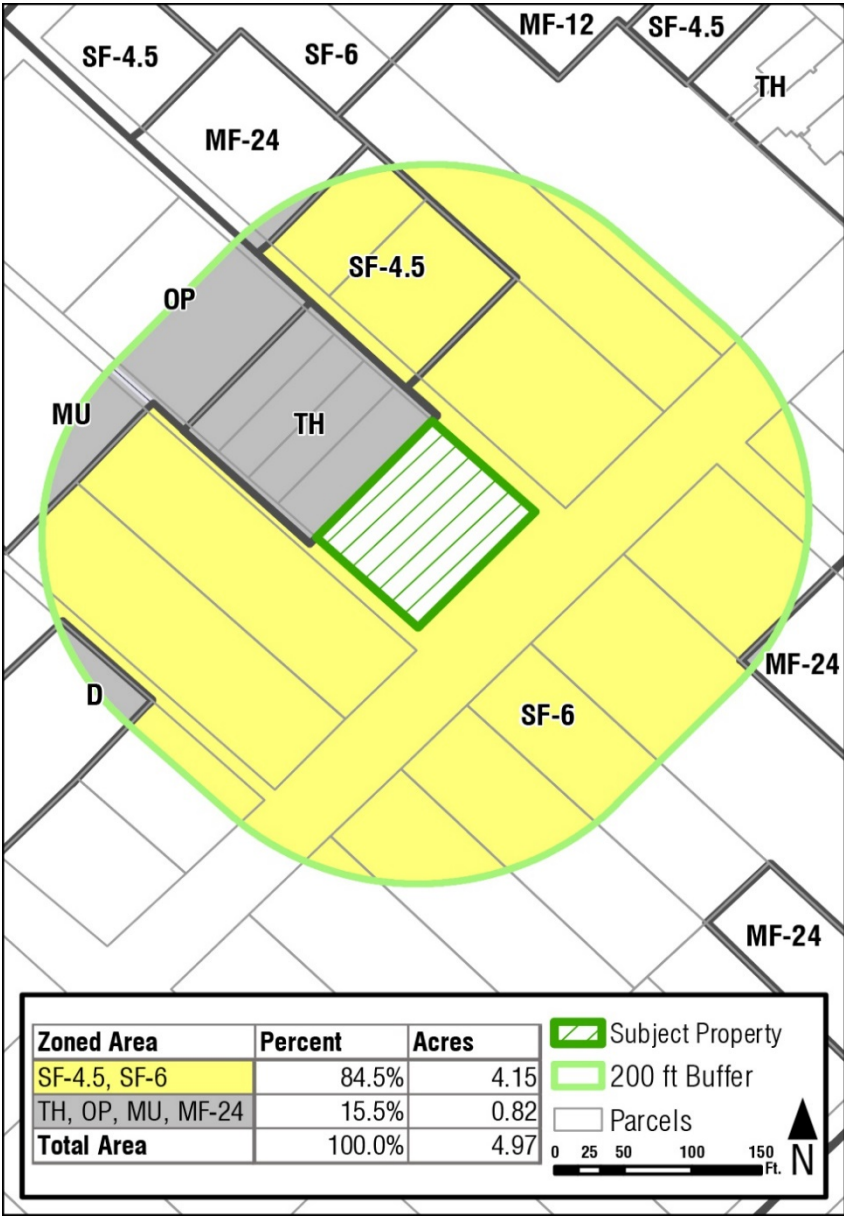 MF-12
SF-4.5
SF-4.5
SF-6
TH
MF-24
SF-4.5
OP
MU
TH
MF-24
D
SF-6
MF-24
Zoned Area Percent Acres
SF-4.5, SF-6 84.5% 4.15
TH, OP, MU, MF-24 15.5% 0.82
Total Area 100.0% 4.97
Subject Property
200 ft Buffer
Parcels
0 25 50 100 150
Ft.
N